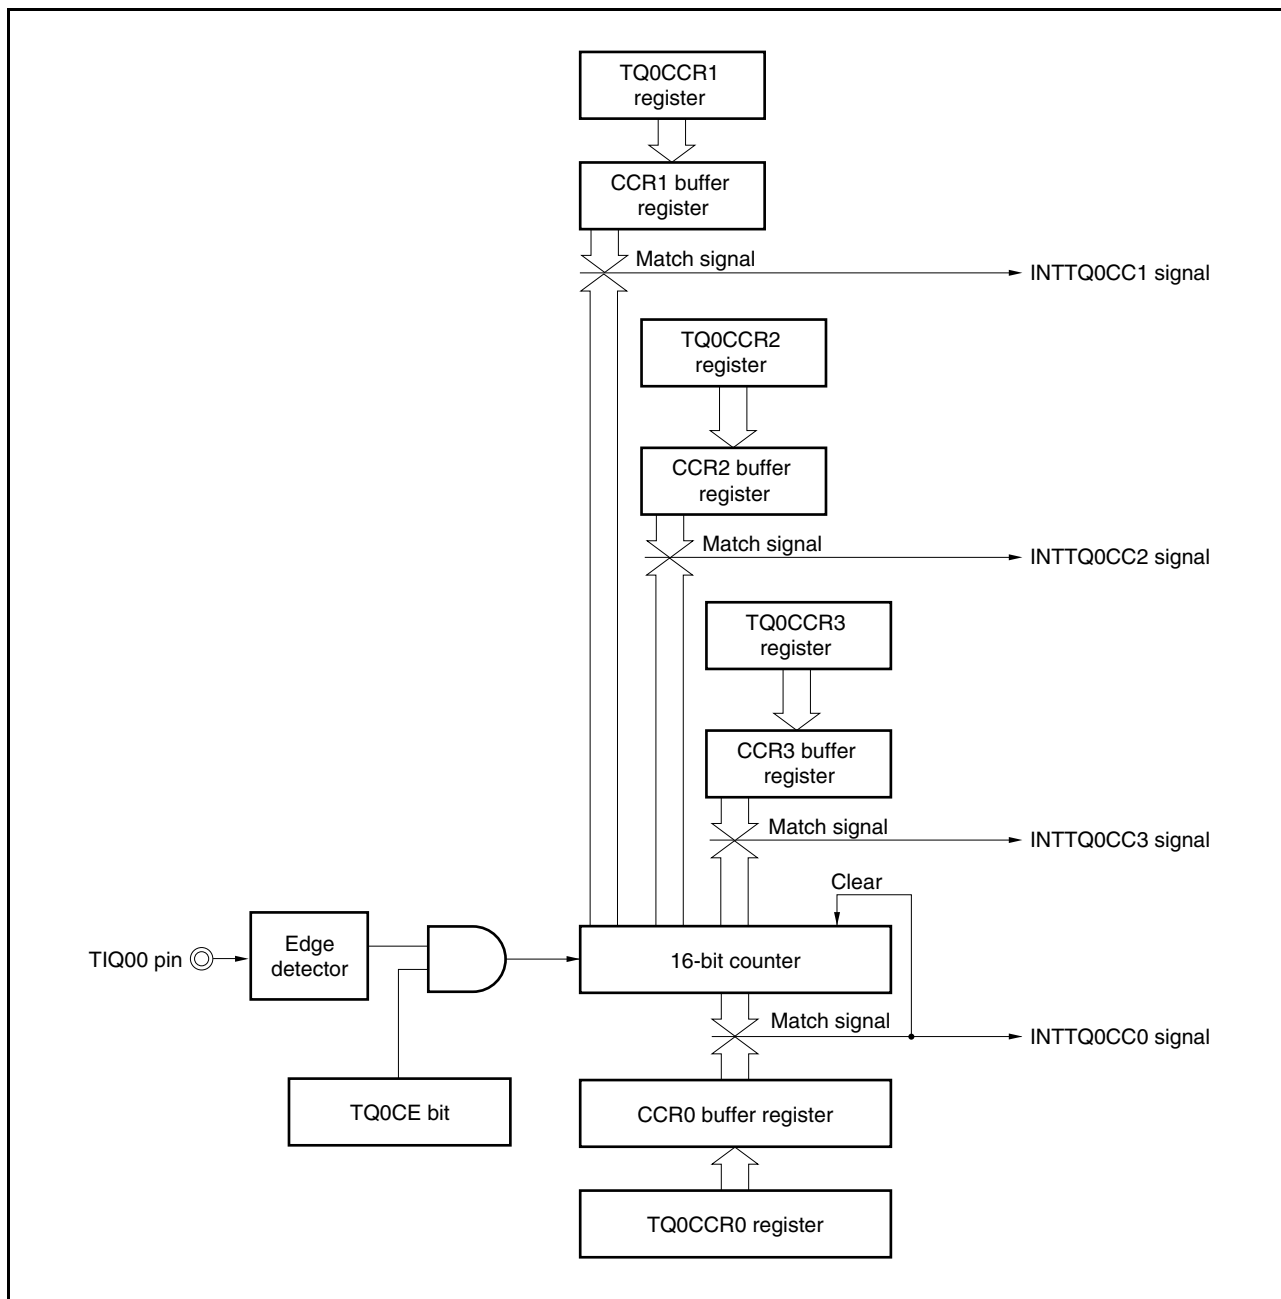 TQ0CCR1
register
CCR1 buffer
register
Match signal
INTTQ0CC1 signal
TQ0CCR2
register
CCR2 buffer
register
Match signal
INTTQ0CC2 signal
TQ0CCR3
register
CCR3 buffer
register
Match signal
INTTQ0CC3 signal
Clear
TIQ00 pin
Edge
detector
16-bit counter
Match signal
INTTQ0CC0 signal
TQ0CE bit
CCR0 buffer register
TQ0CCR0 register